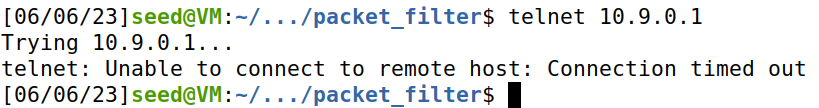 [06/06/23]seed@VM:~/.../packet_filter$ telnet 10.9.0.1
Trying 10.9.0.1...
telnet: Unable to connect to remote host: Connection timed out
[06/06/23]seed@VM:~/.../packet_filter$